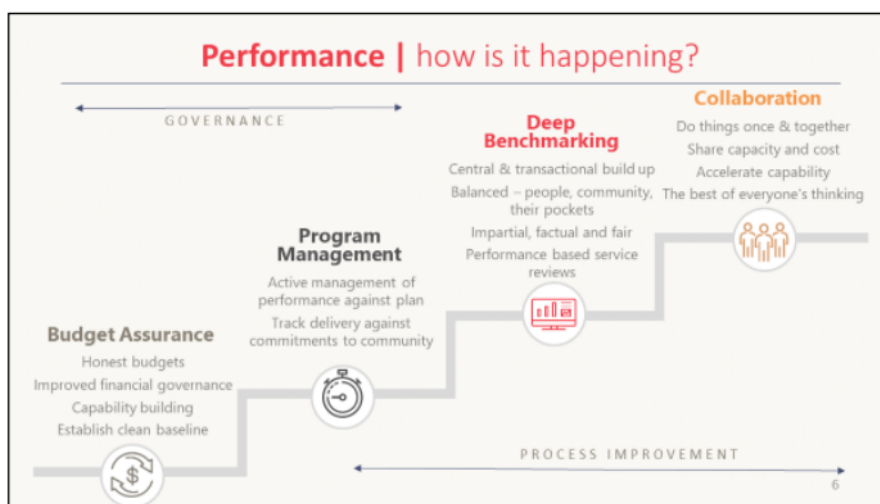 Performance | how is it happening?
GOVERNANCE
Budget Assurance
Honest budgets
Improved financial governance
Capability building
Establish clean baseline
$
Program
Management
Active management of
performance against plan
Track delivery against
commitments to community
Deep
Benchmarking
Central & transactional build up
Balanced – people, community,
their pockets
Impartial, factual and fair
Performance based service
reviews
Collaboration
Do things once & together
Share capacity and cost
Accelerate capability
The best of everyone's thinking
PROCESS IMPROVEMENT
6